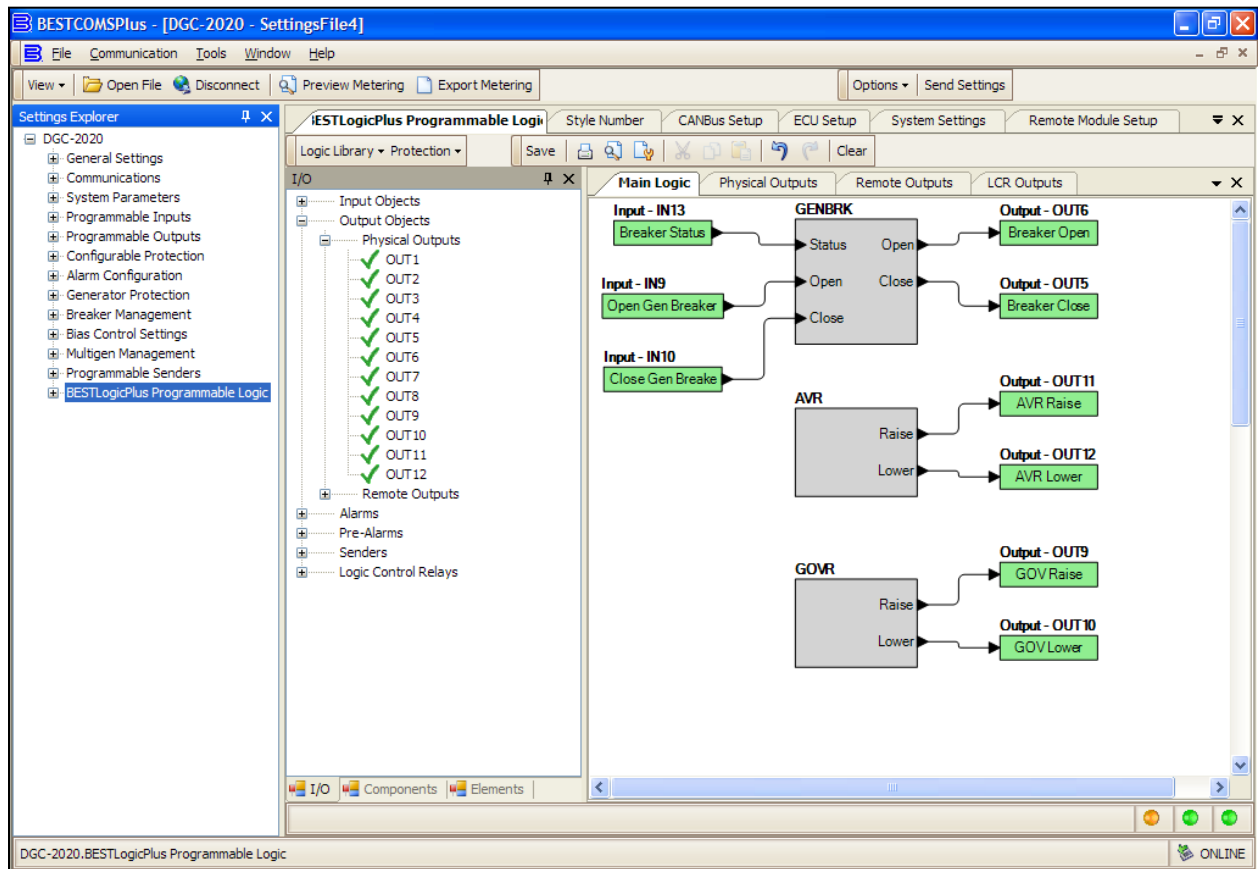 BESTCOMSPlus - [DGC-2020 - SettingsFile4]
File Communication Tools Window Help
View Open File Disconnect Preview Metering Export Metering Options Send Settings
Settings Explorer
DGC-2020
General Settings
Communications
System Parameters
Programmable Inputs
Programmable Outputs
Configurable Protection
Alarm Configuration
Generator Protection
Breaker Management
Bias Control Settings
Multigen Management
Programmable Senders
BESTLogicPlus Programmable Logic
ESTLogicPlus Programmable Logi Style Number CANBus Setup ECU Setup System Settings Remote Module Setup
Logic Library Protection Save Clear
I/O
Input Objects
Output Objects
Physical Outputs
OUT1
OUT2
OUT3
OUT4
OUT5
OUT6
OUT7
OUT8
OUT9
OUT10
OUT11
OUT12
Remote Outputs
Alarms
Pre-Alarms
Senders
Logic Control Relays
I/O Components Elements
Main Logic Physical Outputs Remote Outputs LCR Outputs
Input - IN13
Breaker Status
Input - IN9
Open Gen Breaker
Input - IN10
Close Gen Breake
GENBRK
Status Open
Open Close
Close
Output - OUT6
Breaker Open
Output - OUT5
Breaker Close
AVR
Raise
Lower
Output - OUT11
AVR Raise
Output - OUT12
AVR Lower
GOVR
Raise
Lower
Output - OUT9
GOV Raise
Output - OUT10
GOV Lower
DGC-2020.BESTLogicPlus Programmable Logic ONLINE